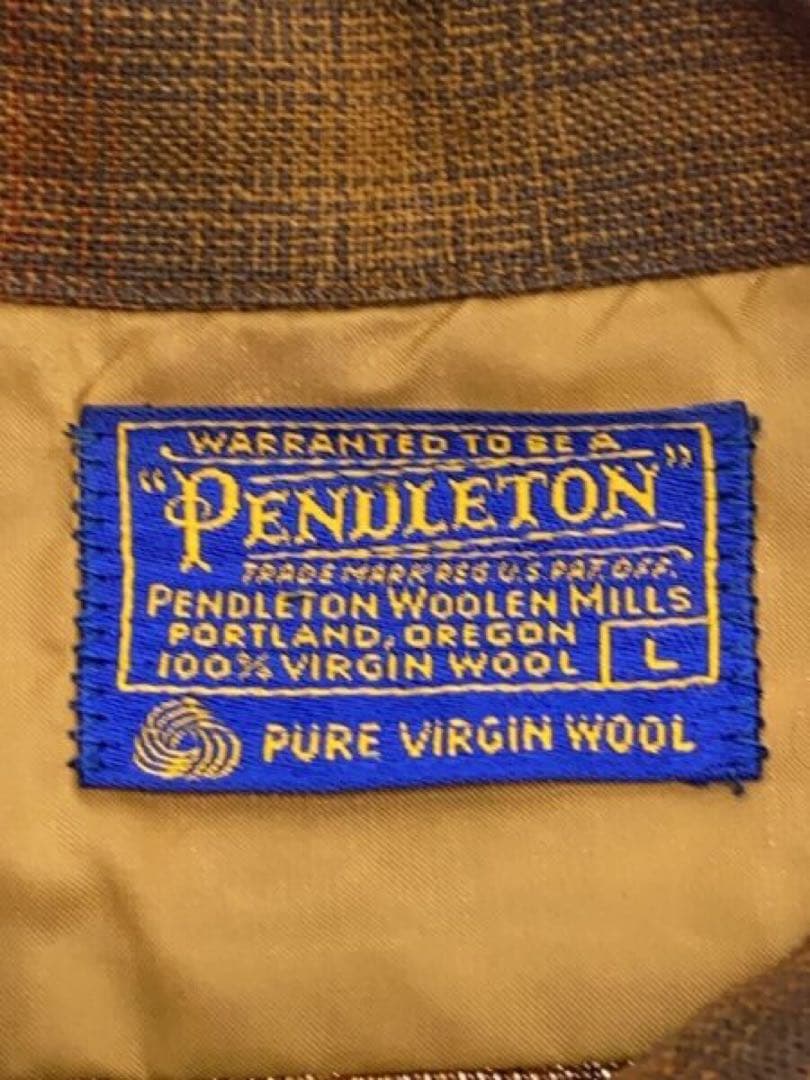 WARRANTED TO BE A
"PENDLETON"
TRADE MARK REG. U.S. PAT. OFF.
PENDLETON WOOLEN MILLS
PORTLAND, OREGON
100% VIRGIN WOOL L
PURE VIRGIN WOOL